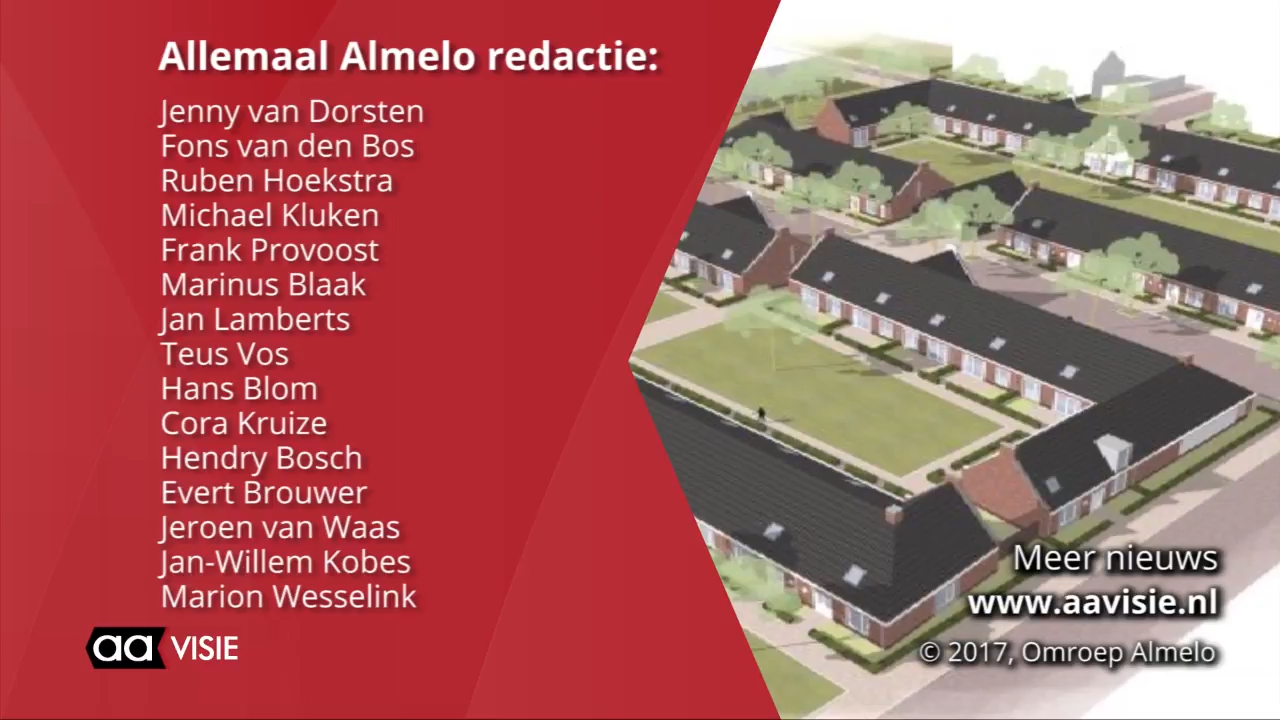 Allemaal Almelo redactie:
Jenny van Dorsten
Fons van den Bos
Ruben Hoekstra
Michael Kluken
Frank Provoost
Marinus Blaak
Jan Lamberts
Teus Vos
Hans Blom
Cora Kruize
Hendry Bosch
Evert Brouwer
Jeroen van Waas
Jan-Willem Kobes
Marion Wesselink
aa VISIE
Meer nieuws
www.aavisie.nl
© 2017, Omroep Almelo